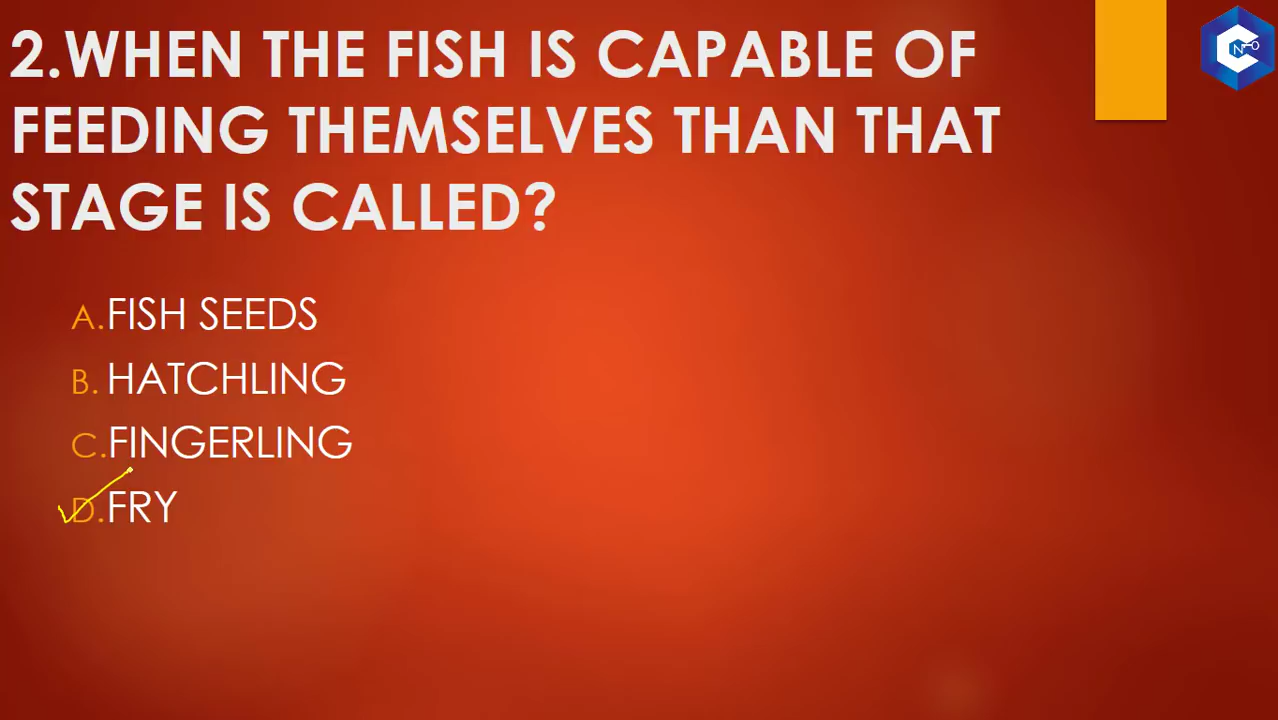 2.WHEN THE FISH IS CAPABLE OF
FEEDING THEMSELVES THAN THAT
STAGE IS CALLED?
A.FISH SEEDS
B. HATCHLING
C.FINGERLING
D.FRY
CN